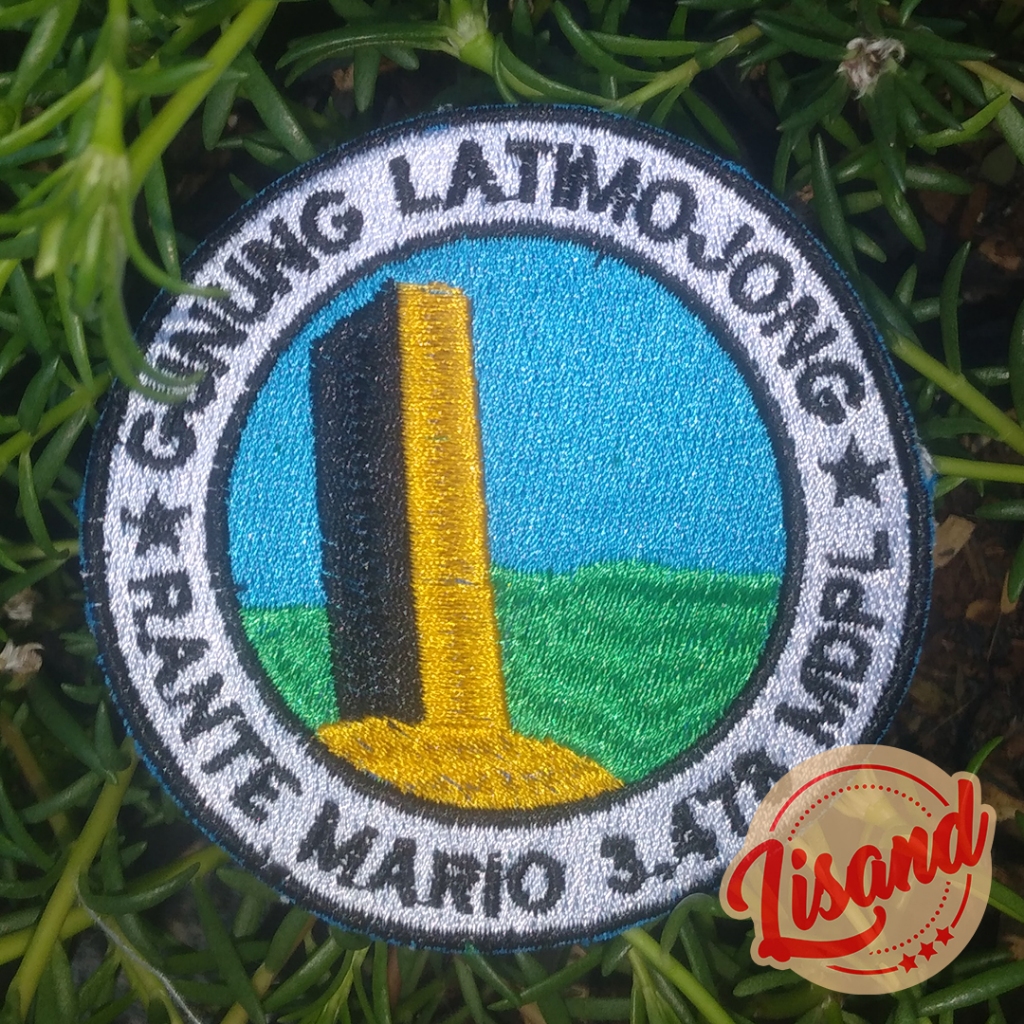 GUNUNG LATIMOJONG
RANTE MARIO 3.478 MDPL
Lisand